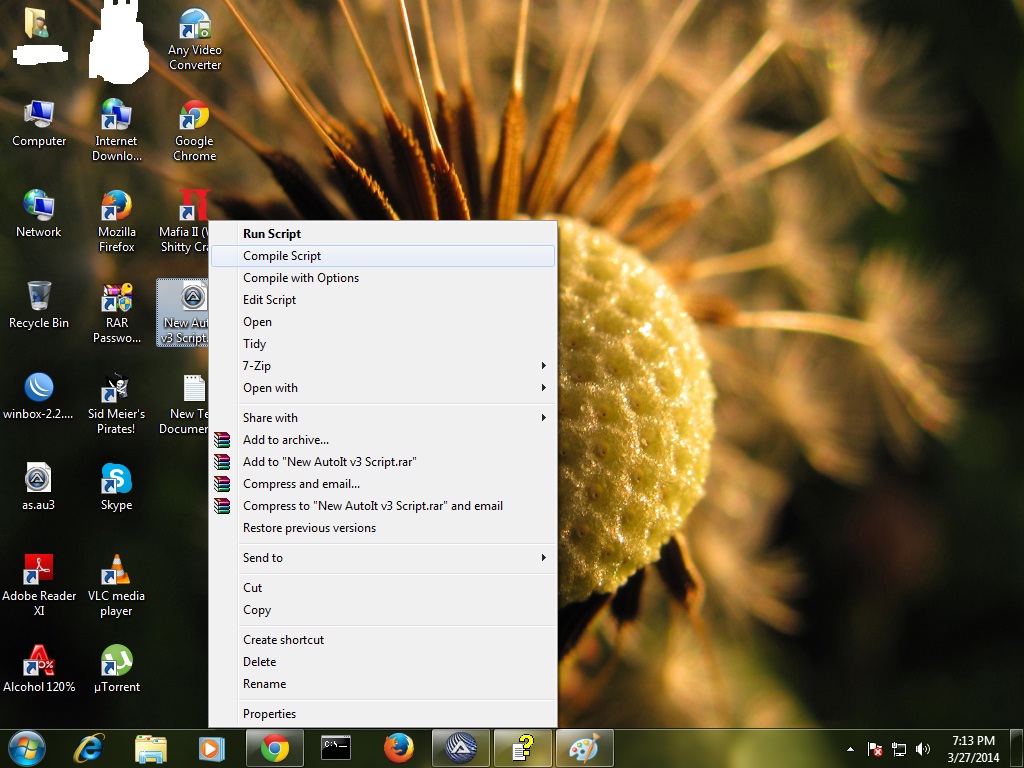 Any Video
Converter
Computer
Internet
Downlo...
Google
Chrome
Network
Mozilla
Firefox
Mafia II (
Shitty Cra
Recycle Bin
RAR
Passwo...
New Aut
v3 Script.
winbox-2.2....
Sid Meier's
Pirates!
New Te
Documen
as.au3
Skype
Adobe Reader
XI
VLC media
player
Alcohol 120%
µTorrent
Run Script
Compile Script
Compile with Options
Edit Script
Open
Tidy
7-Zip
Open with
Share with
Add to archive...
Add to "New AutoIt v3 Script.rar"
Compress and email...
Compress to "New AutoIt v3 Script.rar" and email
Restore previous versions
Send to
Cut
Copy
Create shortcut
Delete
Rename
Properties
C:\_
7:13 PM
3/27/2014